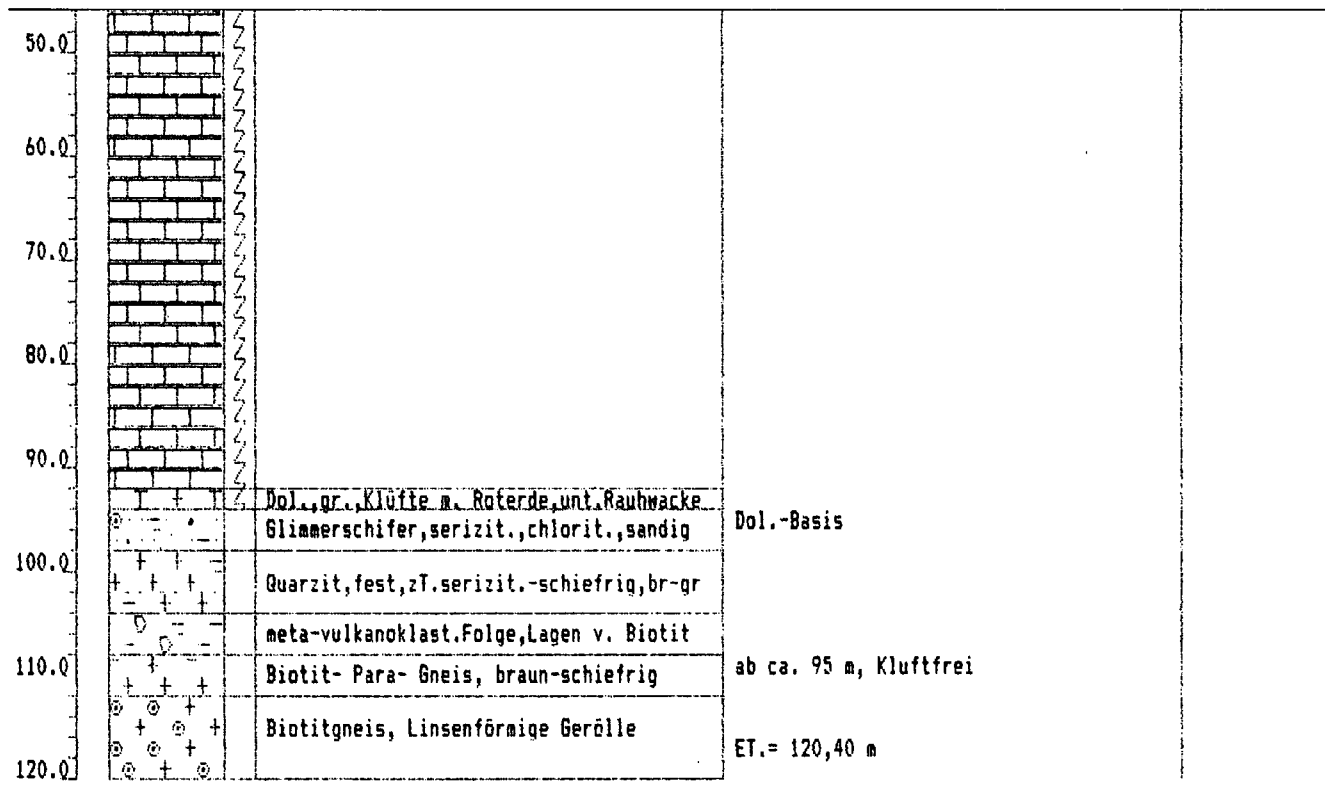 50.0
60.0
70.0
80.0
90.0
Dol.,gr.,Klüfte m. Roterde,unt.Rauhwacke
Glimmerschifer,serizit.,chlorit.,sandig
Dol.-Basis
100.0
Quarzit,fest,zT.serizit.-schiefrig,br-gr
meta-vulkanoklast.Folge,Lagen v. Biotit
110.0
Biotit- Para- Gneis, braun-schiefrig
ab ca. 95 m, Kluftfrei
Biotitgneis, Linsenförmige Gerölle
ET.= 120,40 m
120.0